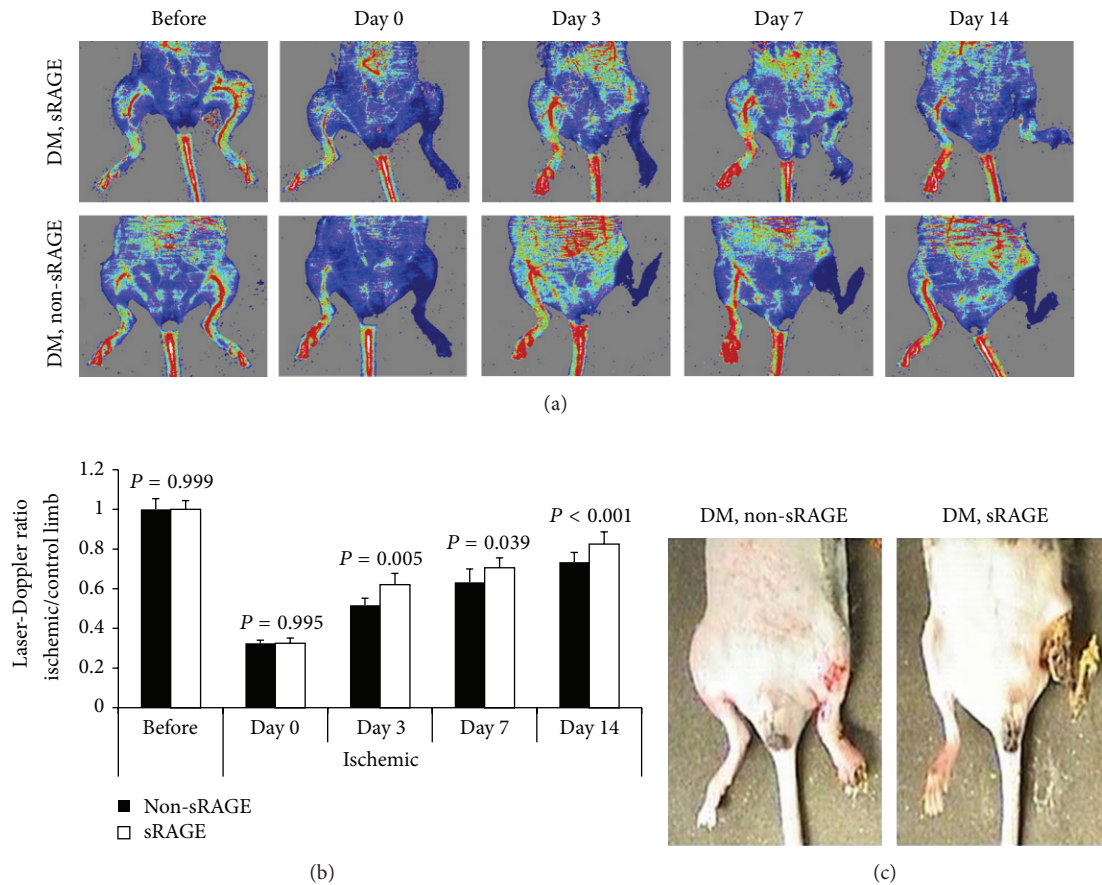 Before Day 0 Day 3 Day 7 Day 14
DM, sRAGE
DM, non-sRAGE
(a)
Laser-Doppler ratio
ischemic/control limb
1.2
1
0.8
0.6
0.4
0.2
0
P = 0.999
P = 0.995
P = 0.005
P = 0.039
P < 0.001
Before Day 0 Day 3 Day 7 Day 14
Ischemic
Non-sRAGE
sRAGE
(b)
DM, non-sRAGE DM, sRAGE
(c)